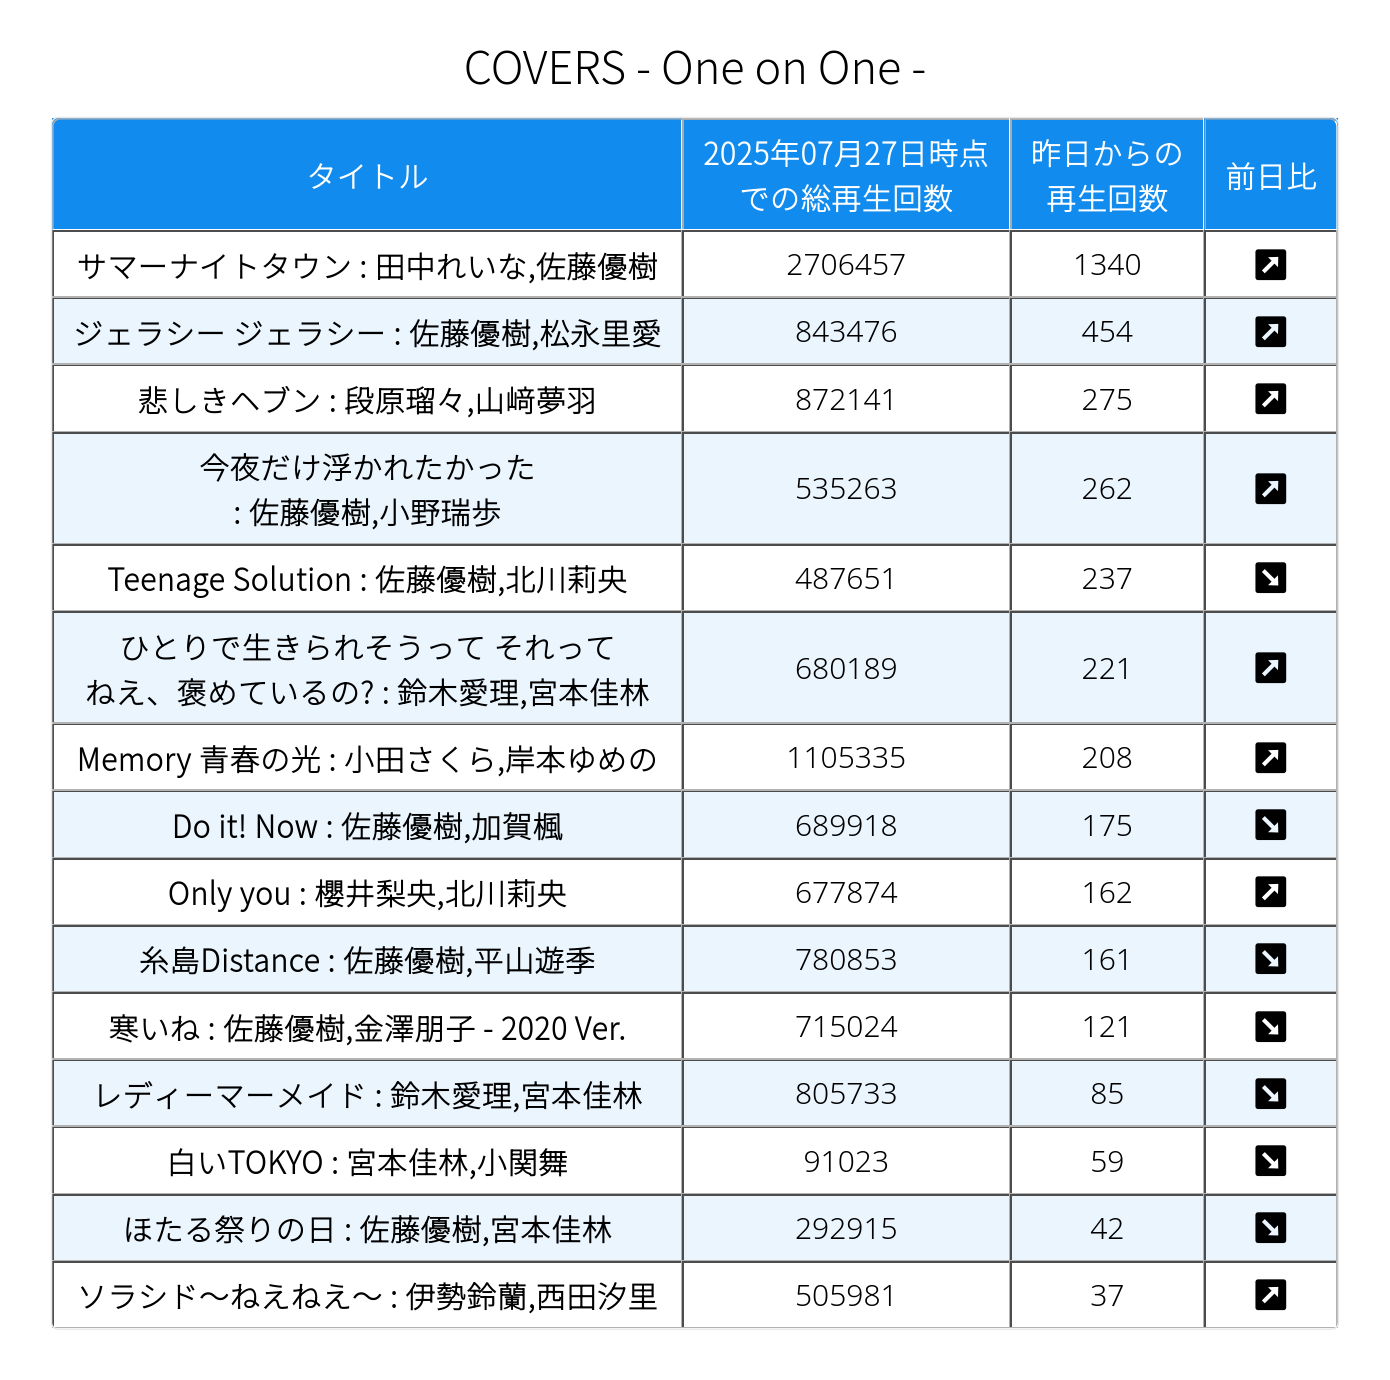 COVERS - One on One -
タイトル
2025年07月27日時点
での総再生回数
昨日からの
再生回数
前日比
サマーナイトタウン : 田中れいな,佐藤優樹 2706457 1340
ジェラシー ジェラシー : 佐藤優樹,松永里愛 843476 454
悲しきヘブン : 段原瑠々,山﨑夢羽 872141 275
今夜だけ浮かれたかった
: 佐藤優樹,小野瑞歩 535263 262
Teenage Solution : 佐藤優樹,北川莉央 487651 237
ひとりで生きられそうって それって
ねえ、褒めているの? : 鈴木愛理,宮本佳林 680189 221
Memory 青春の光 : 小田さくら,岸本ゆめの 1105335 208
Do it! Now : 佐藤優樹,加賀楓 689918 175
Only you : 櫻井梨央,北川莉央 677874 162
糸島Distance : 佐藤優樹,平山遊季 780853 161
寒いね : 佐藤優樹,金澤朋子 - 2020 Ver. 715024 121
レディーマーメイド : 鈴木愛理,宮本佳林 805733 85
白いTOKYO : 宮本佳林,小関舞 91023 59
ほたる祭りの日 : 佐藤優樹,宮本佳林 292915 42
ソラシド〜ねえねえ〜 : 伊勢鈴蘭,西田汐里 505981 37